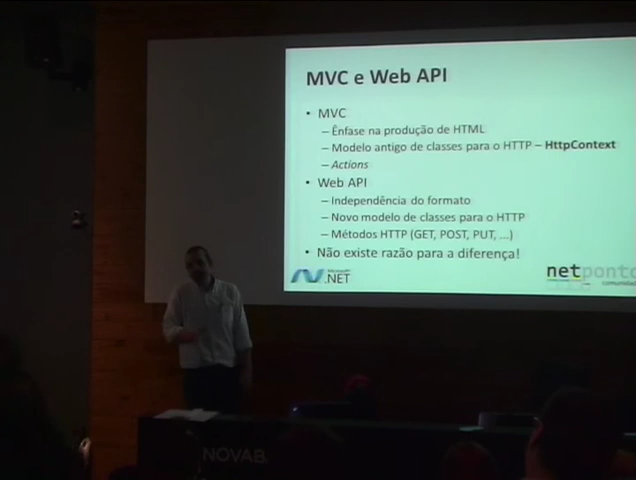 MVC e Web API
• MVC
– Ênfase na produção de HTML
– Modelo antigo de classes para o HTTP – HttpContext
– Actions
• Web API
– Independência do formato
– Novo modelo de classes para o HTTP
– Métodos HTTP (GET, POST, PUT, ...)
• Não existe razão para a diferença!
.NET
netponto
comunidad
NOVAB